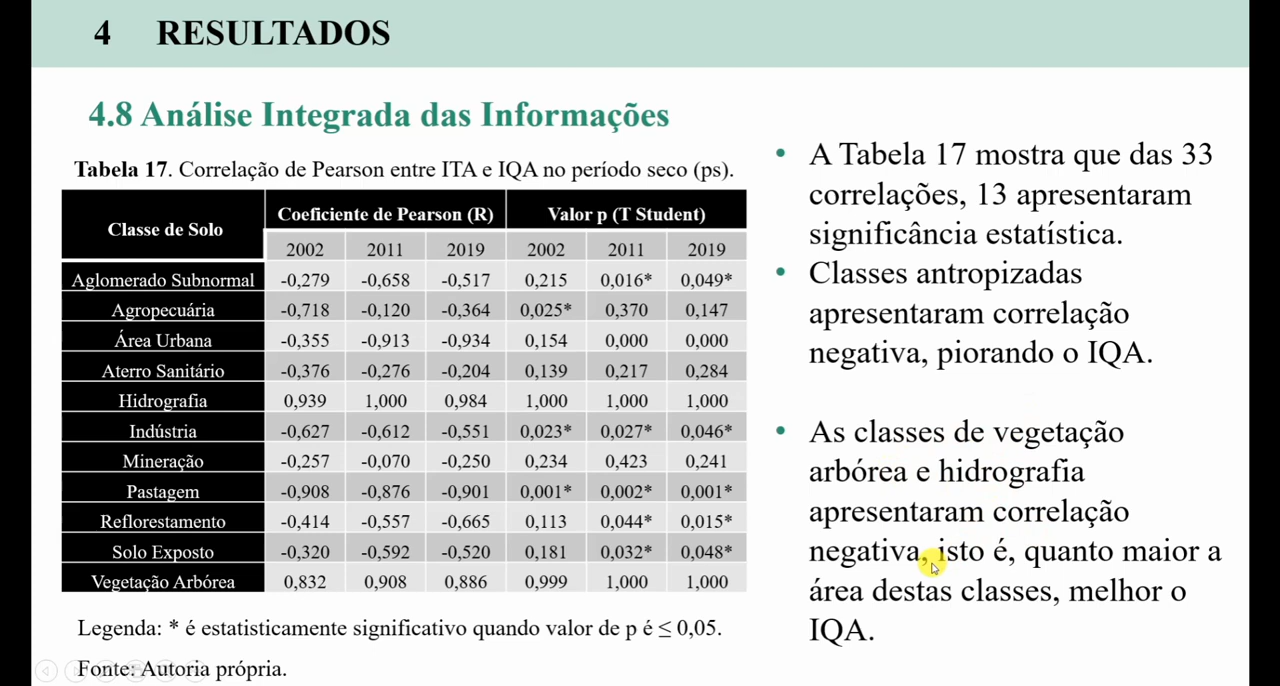 4 RESULTADOS
4.8 Análise Integrada das Informações
Tabela 17. Correlação de Pearson entre ITA e IQA no período seco (ps).
Classe de Solo Coeficiente de Pearson (R) Valor p (T Student)
2002 2011 2019 2002 2011 2019
Aglomerado Subnormal -0,279 -0,658 -0,517 0,215 0,016* 0,049*
Agropecuária -0,718 -0,120 -0,364 0,025* 0,370 0,147
Área Urbana -0,355 -0,913 -0,934 0,154 0,000 0,000
Aterro Sanitário -0,376 -0,276 -0,204 0,139 0,217 0,284
Hidrografia 0,939 1,000 0,984 1,000 1,000 1,000
Indústria -0,627 -0,612 -0,551 0,023* 0,027* 0,046*
Mineração -0,257 -0,070 -0,250 0,234 0,423 0,241
Pastagem -0,908 -0,876 -0,901 0,001* 0,002* 0,001*
Reflorestamento -0,414 -0,557 -0,665 0,113 0,044* 0,015*
Solo Exposto -0,320 -0,592 -0,520 0,181 0,032* 0,048*
Vegetação Arbórea 0,832 0,908 0,886 0,999 1,000 1,000
Legenda: * é estatisticamente significativo quando valor de p é ≤ 0,05.
Fonte: Autoria própria.
• A Tabela 17 mostra que das 33
correlações, 13 apresentaram
significância estatística.
• Classes antropizadas
apresentaram correlação
negativa, piorando o IQA.
• As classes de vegetação
arbórea e hidrografia
apresentaram correlação
negativa, isto é, quanto maior a
área destas classes, melhor o
IQA.